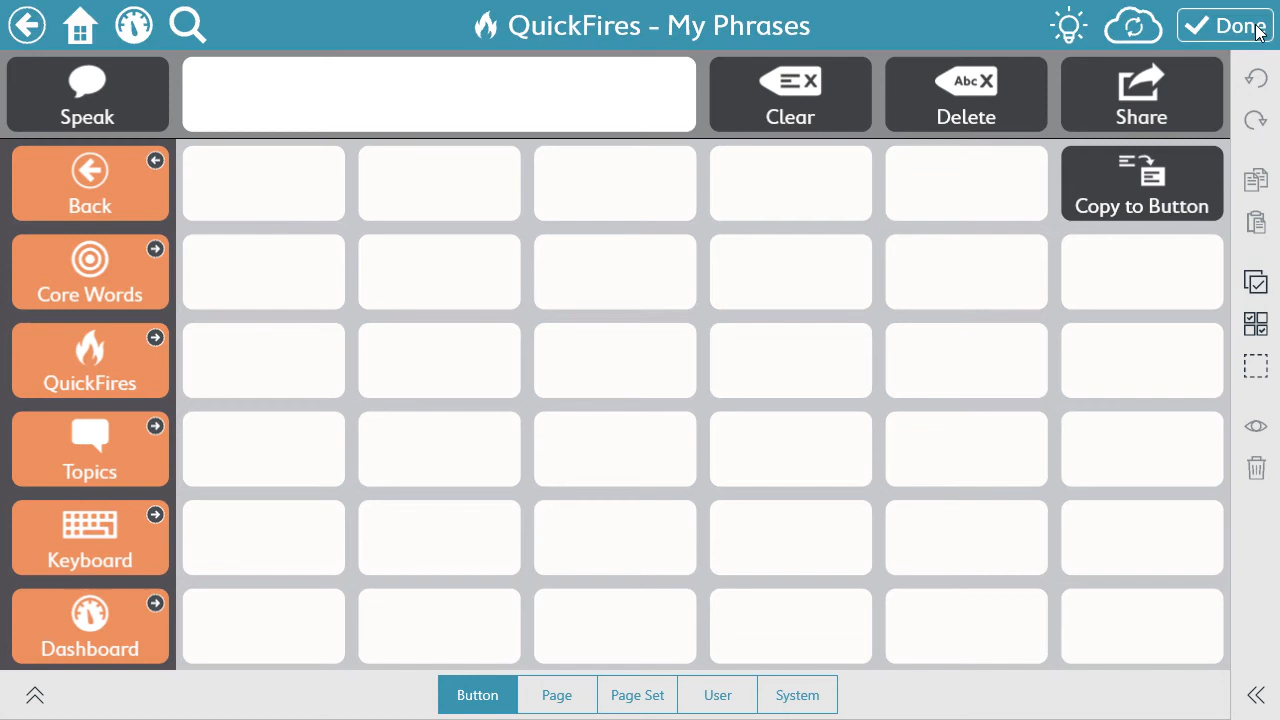 QuickFires - My Phrases
Done
Speak
Clear
Abc X
Delete
Share
Back
Copy to Button
Core Words
QuickFires
Topics
Keyboard
Dashboard
Button
Page
Page Set
User
System